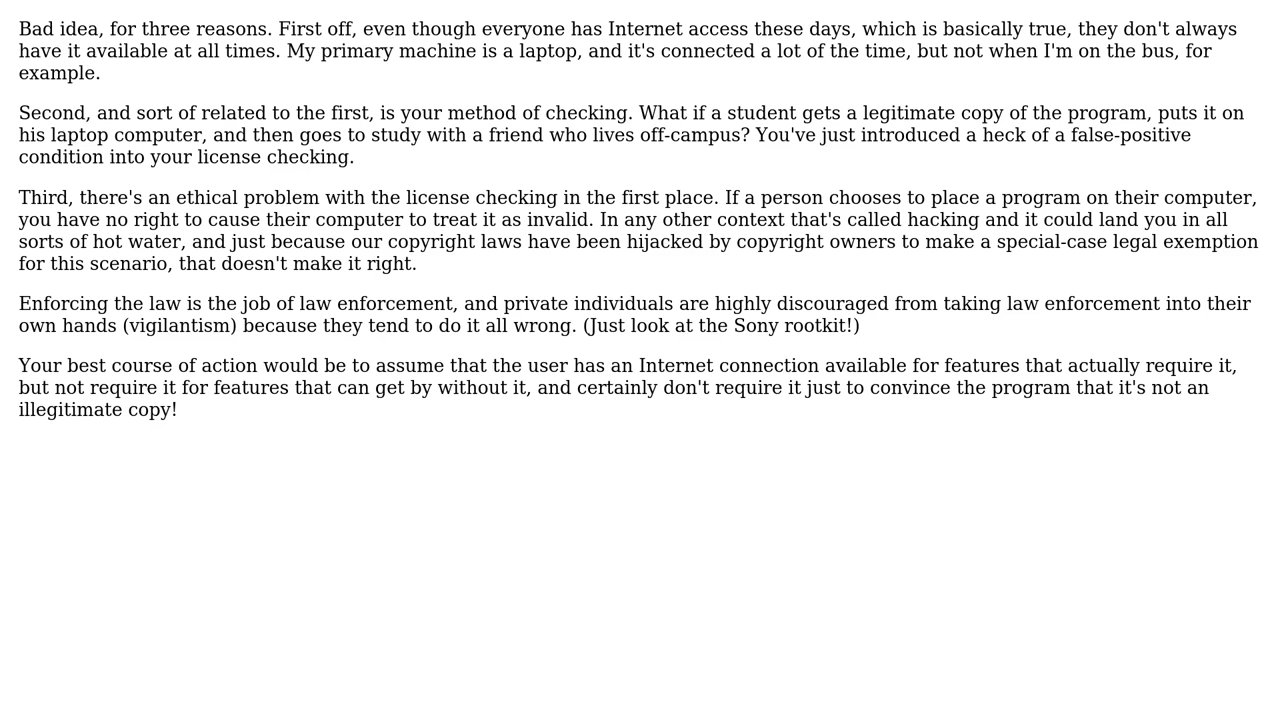 Bad idea, for three reasons. First off, even though everyone has Internet access these days, which is basically true, they don't always
have it available at all times. My primary machine is a laptop, and it's connected a lot of the time, but not when I'm on the bus, for
example.
Second, and sort of related to the first, is your method of checking. What if a student gets a legitimate copy of the program, puts it on
his laptop computer, and then goes to study with a friend who lives off-campus? You've just introduced a heck of a false-positive
condition into your license checking.
Third, there's an ethical problem with the license checking in the first place. If a person chooses to place a program on their computer,
you have no right to cause their computer to treat it as invalid. In any other context that's called hacking and it could land you in all
sorts of hot water, and just because our copyright laws have been hijacked by copyright owners to make a special-case legal exemption
for this scenario, that doesn't make it right.
Enforcing the law is the job of law enforcement, and private individuals are highly discouraged from taking law enforcement into their
own hands (vigilantism) because they tend to do it all wrong. (Just look at the Sony rootkit!)
Your best course of action would be to assume that the user has an Internet connection available for features that actually require it,
but not require it for features that can get by without it, and certainly don't require it just to convince the program that it's not an
illegitimate copy!